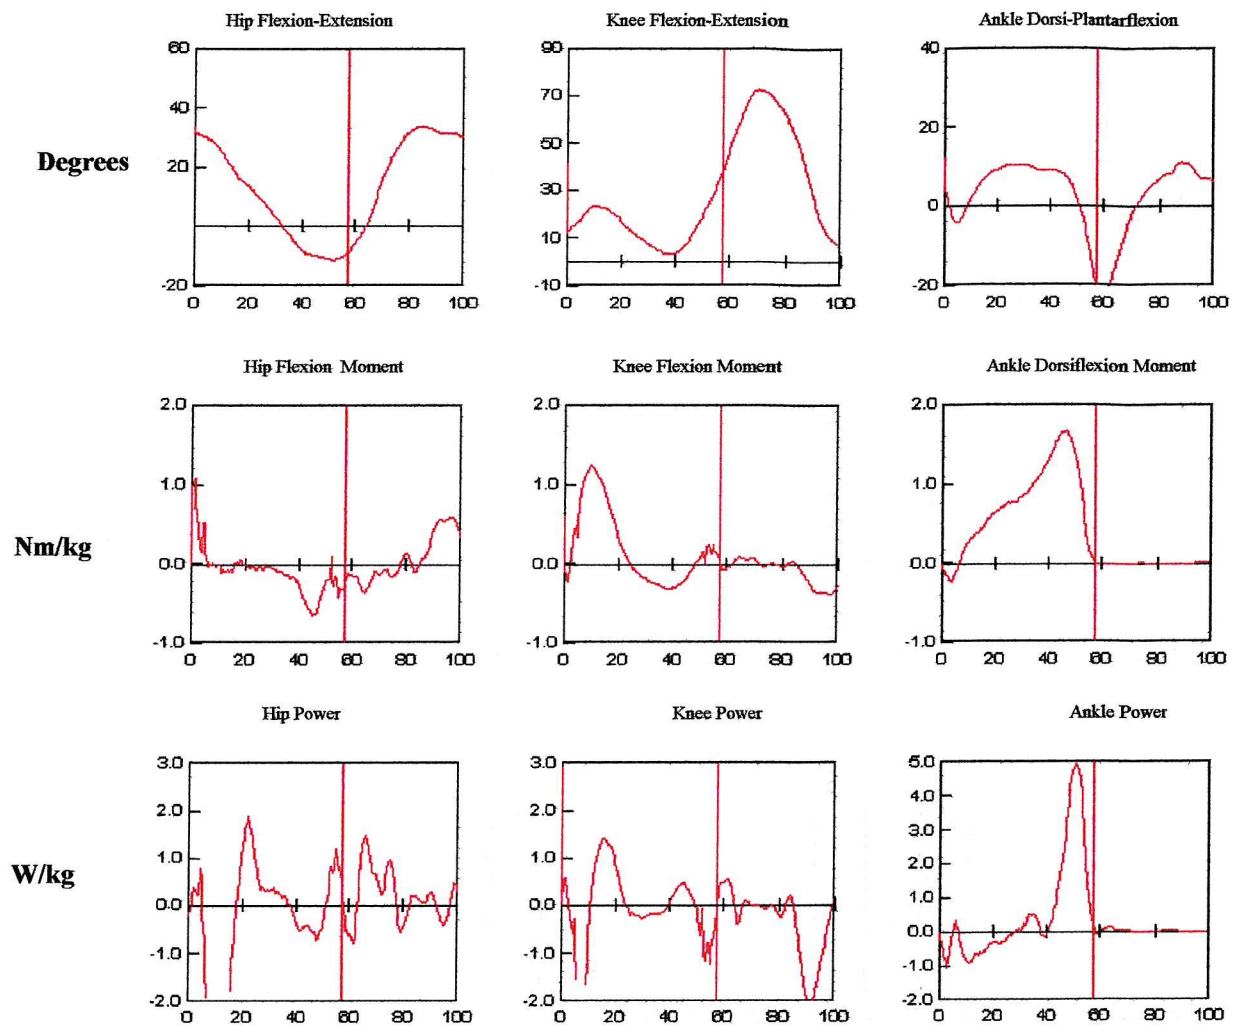 Hip Flexion-Extension
Knee Flexion-Extension
Ankle Dorsi-Plantarflexion
Degrees
60
40
20
0
-20
0 20 40 60 80 100
90
70
50
30
10
-10
0 20 40 60 80 100
40
20
0
-20
0 20 40 60 80 100
Hip Flexion Moment
Knee Flexion Moment
Ankle Dorsiflexion Moment
Nm/kg
2.0
1.0
0.0
-1.0
0 20 40 60 80 100
2.0
1.0
0.0
-1.0
0 20 40 60 80 100
2.0
1.0
0.0
-1.0
0 20 40 60 80 100
Hip Power
Knee Power
Ankle Power
W/kg
3.0
2.0
1.0
0.0
-1.0
-2.0
0 20 40 60 80 100
3.0
2.0
1.0
0.0
-1.0
-2.0
0 20 40 60 80 100
5.0
4.0
3.0
2.0
1.0
0.0
-1.0
-2.0
0 20 40 60 80 100